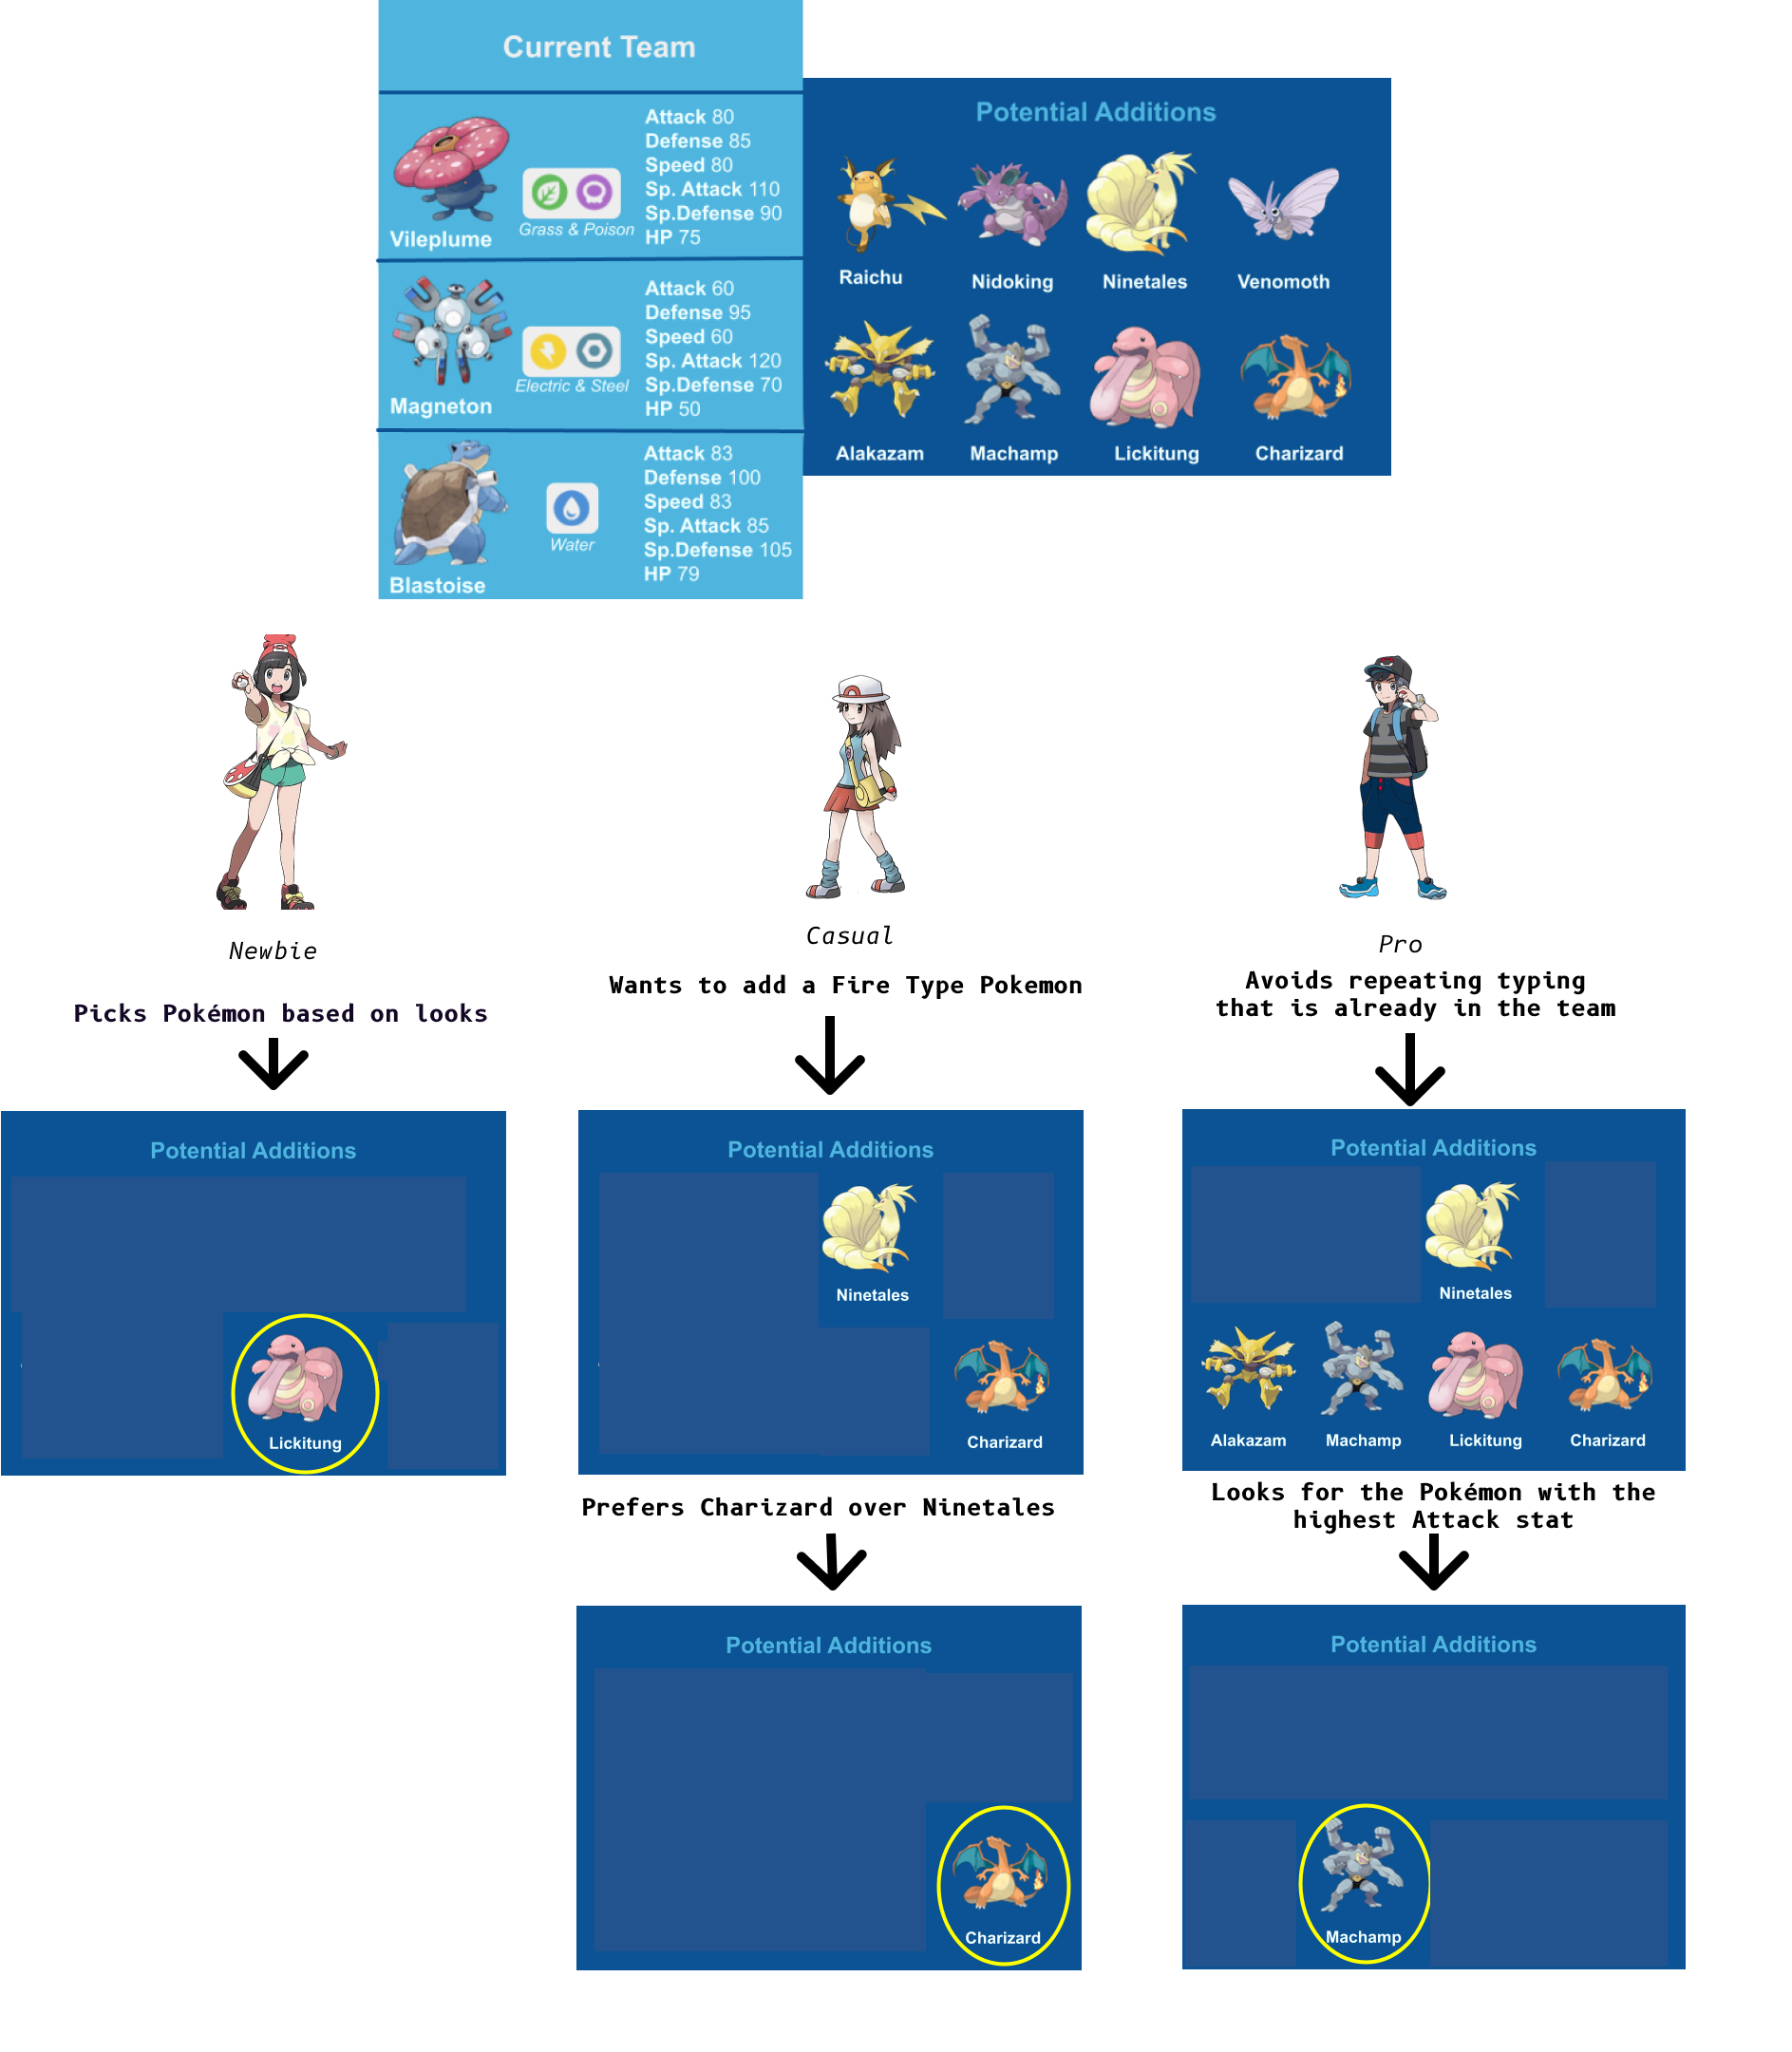 Current Team
Attack 80
Defense 85
Speed 80
Sp. Attack 110
Sp.Defense 90
HP 75
Grass & Poison
Vileplume
Attack 60
Defense 95
Speed 60
Sp. Attack 120
Sp.Defense 70
HP 50
Electric & Steel
Magneton
Attack 83
Defense 100
Speed 83
Sp. Attack 85
Sp.Defense 105
HP 79
Water
Blastoise
Potential Additions
Raichu
Nidoking
Ninetales
Venomoth
Alakazam
Machamp
Lickitung
Charizard
Newbie
Picks Pokémon based on looks
Potential Additions
Lickitung
Casual
Wants to add a Fire Type Pokemon
Potential Additions
Ninetales
Charizard
Prefers Charizard over Ninetales
Potential Additions
Charizard
Pro
Avoids repeating typing
that is already in the team
Potential Additions
Ninetales
Alakazam
Machamp
Lickitung
Charizard
Looks for the Pokémon with the
highest Attack stat
Potential Additions
Machamp